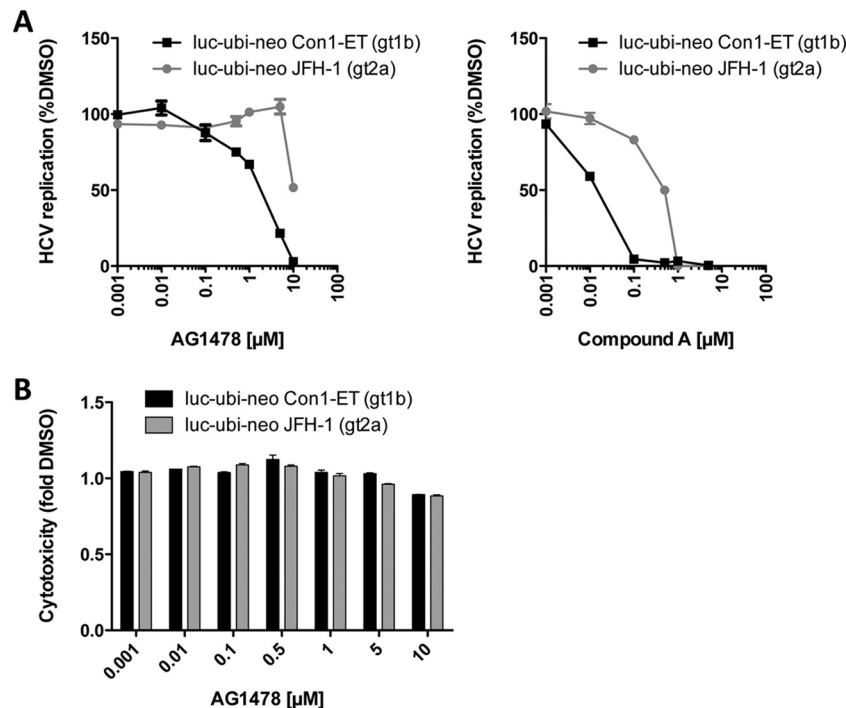 A
luc-ubi-neo Con1-ET (gt1b)
luc-ubi-neo JFH-1 (gt2a)
HCV replication (%DMSO)
150
100
50
0
0.001
0.01
0.1
1
10
100
AG1478 [µM]
luc-ubi-neo Con1-ET (gt1b)
luc-ubi-neo JFH-1 (gt2a)
HCV replication (%DMSO)
150
100
50
0
0.001
0.01
0.1
1
10
100
Compound A [µM]
B
luc-ubi-neo Con1-ET (gt1b)
luc-ubi-neo JFH-1 (gt2a)
Cytotoxicity (fold DMSO)
1.5
1.0
0.5
0.0
0.001
0.01
0.1
0.5
1
5
10
AG1478 [µM]